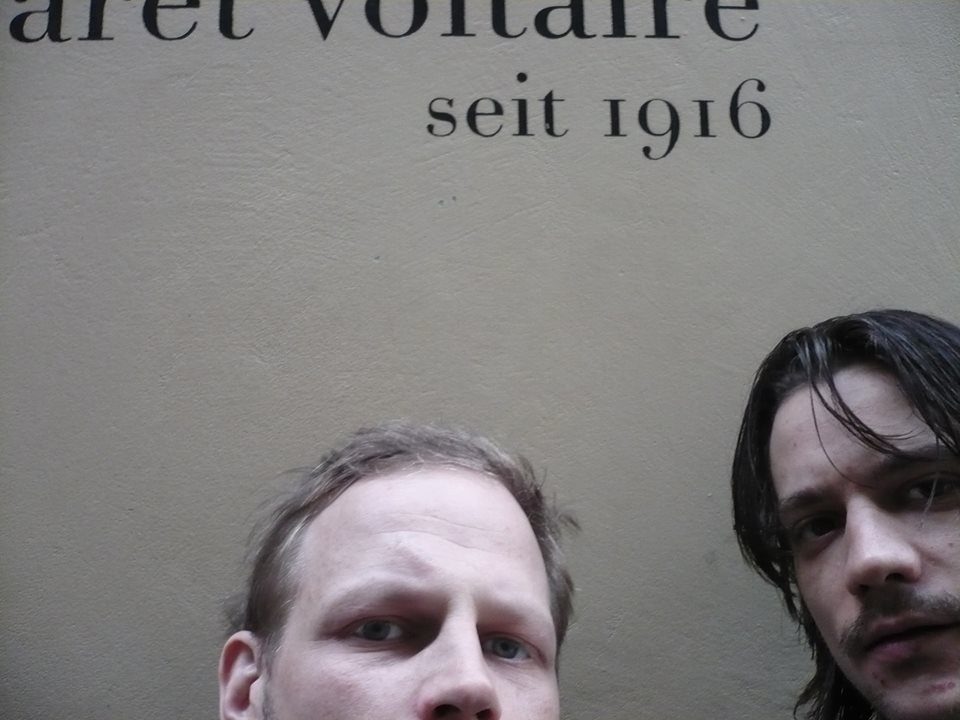 aret voltaire
seit 1916